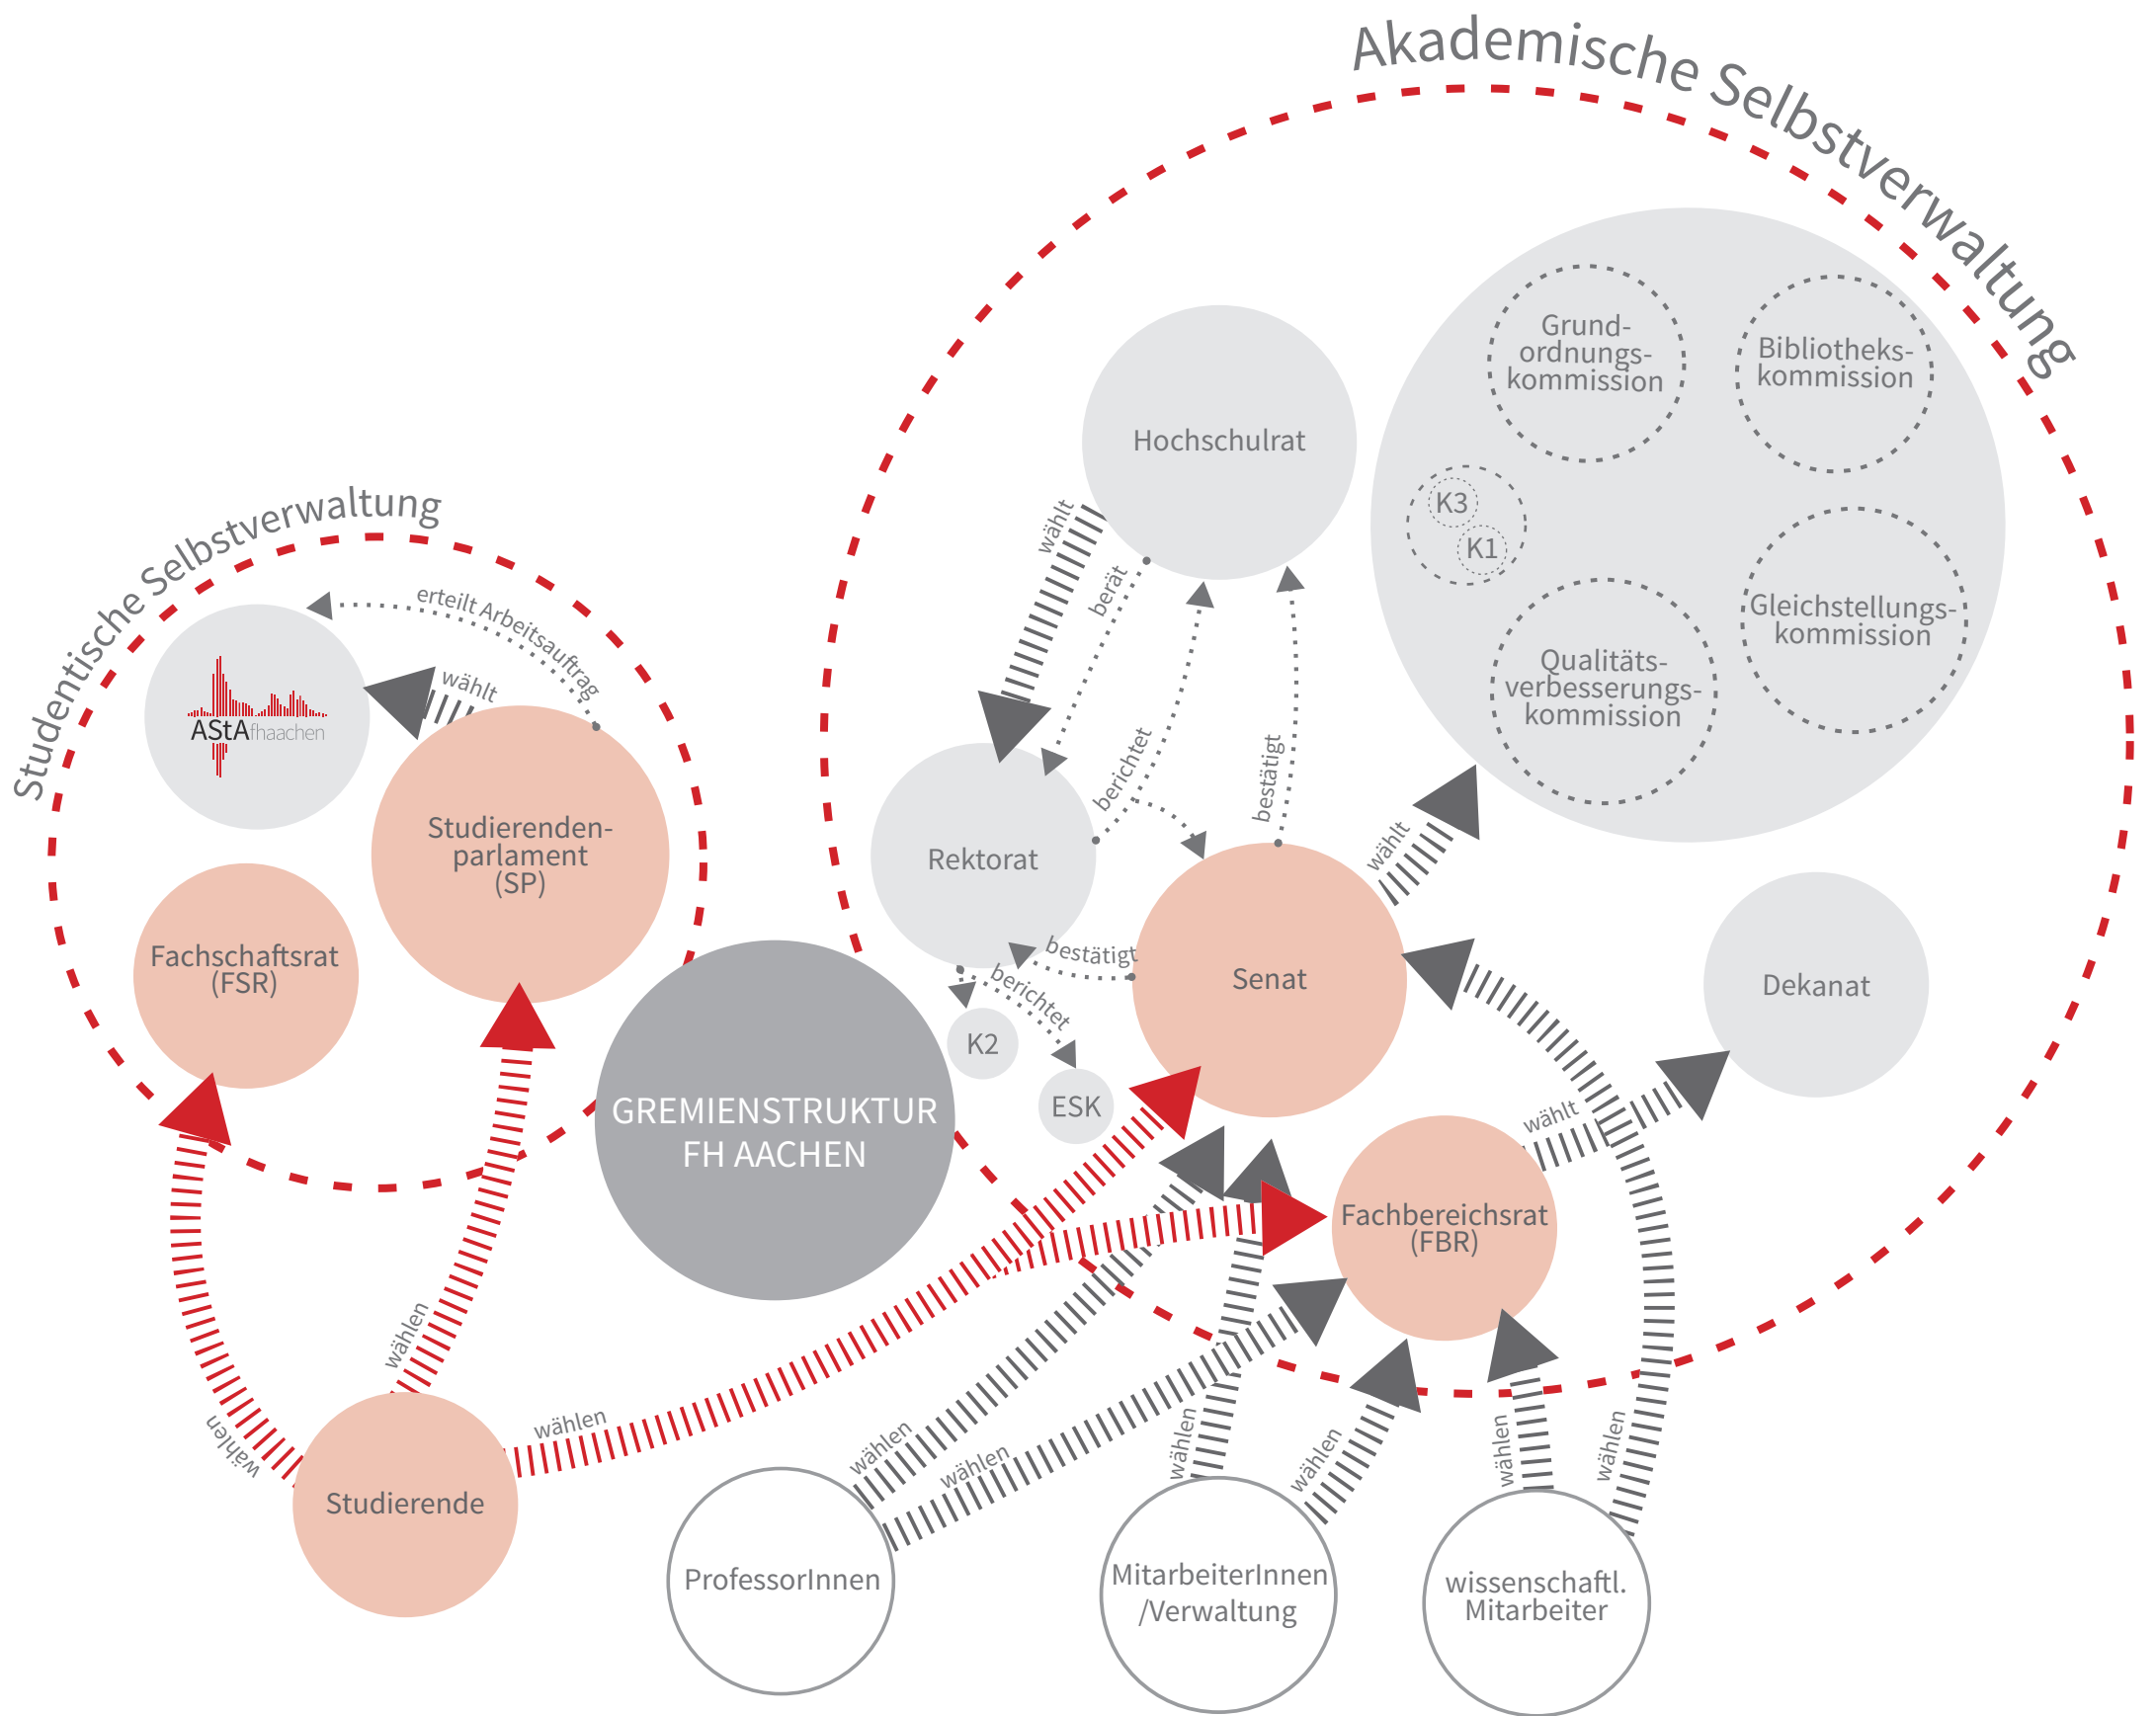 Akademische Selbstverwaltung
Grund-
ordnungs-
kommission
Bibliotheks-
kommission
Hochschulrat
K3
K1
Gleichstellungs-
kommission
Qualitäts-
verbesserungs-
kommission
wählt
berät
berichtet
bestätigt
wählt
Studentische Selbstverwaltung
erteilt Arbeitsauftrag
wählt
AStAfhaachen
Studierenden-
parlament
(SP)
Fachschaftsrat
(FSR)
Rektorat
bestätigt
berichtet
Senat
Dekanat
K2
ESK
GREMIENSTRUKTUR
FH AACHEN
wählt
Fachbereichsrat
(FBR)
wählen
wählen
wählen
wählen
wählen
wählen
wählen
wählen
wählen
Studierende
ProfessorInnen
MitarbeiterInnen
/Verwaltung
wissenschaftl.
Mitarbeiter